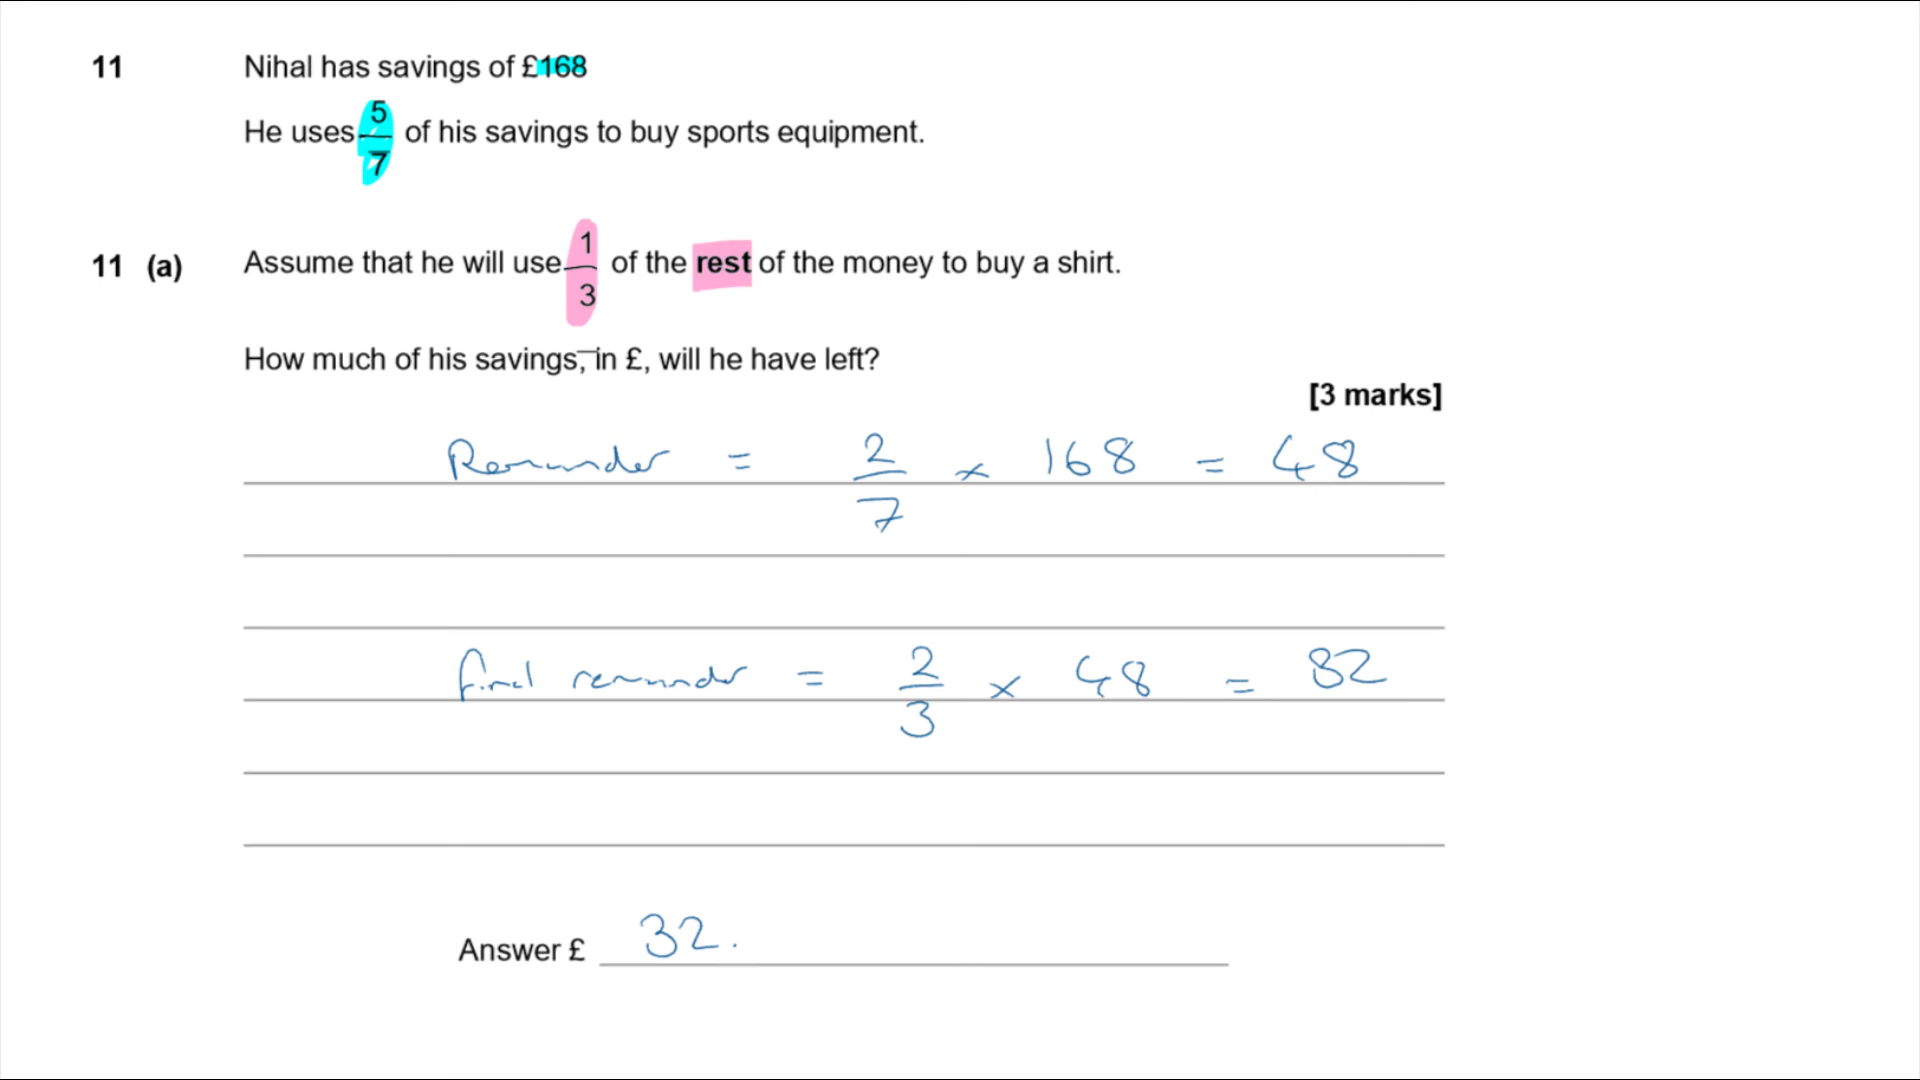 11 Nihal has savings of £168
He uses 5/7 of his savings to buy sports equipment.
11 (a) Assume that he will use 1/3 of the rest of the money to buy a shirt.
How much of his savings, in £, will he have left?
[3 marks]
Remainder = 2/7 × 168 = 48
final remainder = 2/3 × 48 = 32
Answer £ 32.